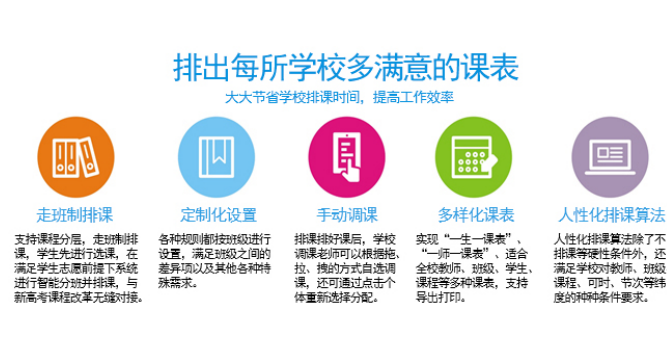 排出每所学校多满意的课表
大大节省学校排课时间，提高工作效率
走班制排课
支持课程分层，走班制排
课，学生先进行选课，在
满足学生志愿前提下系统
进行智能分班并排课，与
新高考课程改革无缝对接。
定制化设置
各种规则都按班级进行
设置，满足班级之间的
差异项以及其他各种特
殊需求。
手动调课
排课排好课后，学校
调课老师可以根据拖、
拉、拽的方式自选调
课，还可通过点击个
体重新选择分配。
多样化课表
实现“一生一课表”、
“一师一课表”、适合
全校教师、班级、学生、
课程等多种课表，支持
导出打印。
人性化排课算法
人性化排课算法除了不
排课等硬性条件外，还
满足学校对教师、班级
课程、可时、节次等纬
度的种种条件要求。